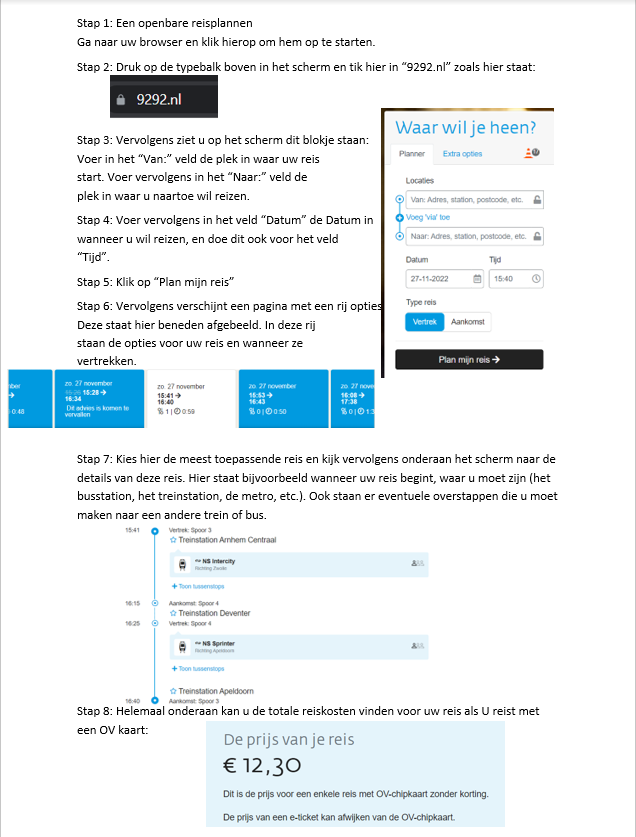 Stap 1: Een openbare reisplannen
Ga naar uw browser en klik hierop om hem op te starten.
Stap 2: Druk op de typebalk boven in het scherm en tik hier in “9292.nl” zoals hier staat:
9292.nl
Stap 3: Vervolgens ziet u op het scherm dit blokje staan:
Voer in het “Van:” veld de plek in waar uw reis
start. Voer vervolgens in het “Naar:” veld de
plek in waar u naartoe wil reizen.
Stap 4: Voer vervolgens in het veld “Datum” de Datum in
wanneer u wil reizen, en doe dit ook voor het veld
“Tijd”.
Stap 5: Klik op “Plan mijn reis”
Stap 6: Vervolgens verschijnt een pagina met een rij opties
Deze staat hier beneden afgebeeld. In deze rij
staan de opties voor uw reis en wanneer ze
vertrekken.
Waar wil je heen?
Planner Extra opties
Locaties
Van: Adres, station, postcode, etc.
Voeg 'via' toe
Naar: Adres, station, postcode, etc.
Datum Tijd
27-11-2022 15:40
Type reis
Vertrek Aankomst
Plan mijn reis →
ber
→
0:48
zo. 27 november
15:28 →
16:34
Dit advies is komen te
vervallen
zo. 27 november
15:41 →
16:40
1 | 0:59
zo. 27 november
15:53 →
16:43
0 | 0:50
zo. 27 nove
16:08 →
17:38
0 | 1:3
Stap 7: Kies hier de meest toepassende reis en kijk vervolgens onderaan het scherm naar de
details van deze reis. Hier staat bijvoorbeeld wanneer uw reis begint, waar u moet zijn (het
busstation, het treinstation, de metro, etc.). Ook staan er eventuele overstappen die u moet
maken naar een andere trein of bus.
15:41 Vertrek: Spoor 3
Treinstation Arnhem Centraal
NS Intercity
Richting Zwolle
+ Toon tussenstops
16:15 Aankomst: Spoor 4
Treinstation Deventer
16:25 Vertrek: Spoor 4
NS Sprinter
Richting Apeldoorn
+ Toon tussenstops
Treinstation Apeldoorn
16:40 Aankomst: Spoor 3
Stap 8: Helemaal onderaan kan u de totale reiskosten vinden voor uw reis als U reist met
een OV kaart:
De prijs van je reis
€ 12,30
Dit is de prijs voor een enkele reis met OV-chipkaart zonder korting.
De prijs van een e-ticket kan afwijken van de OV-chipkaart.